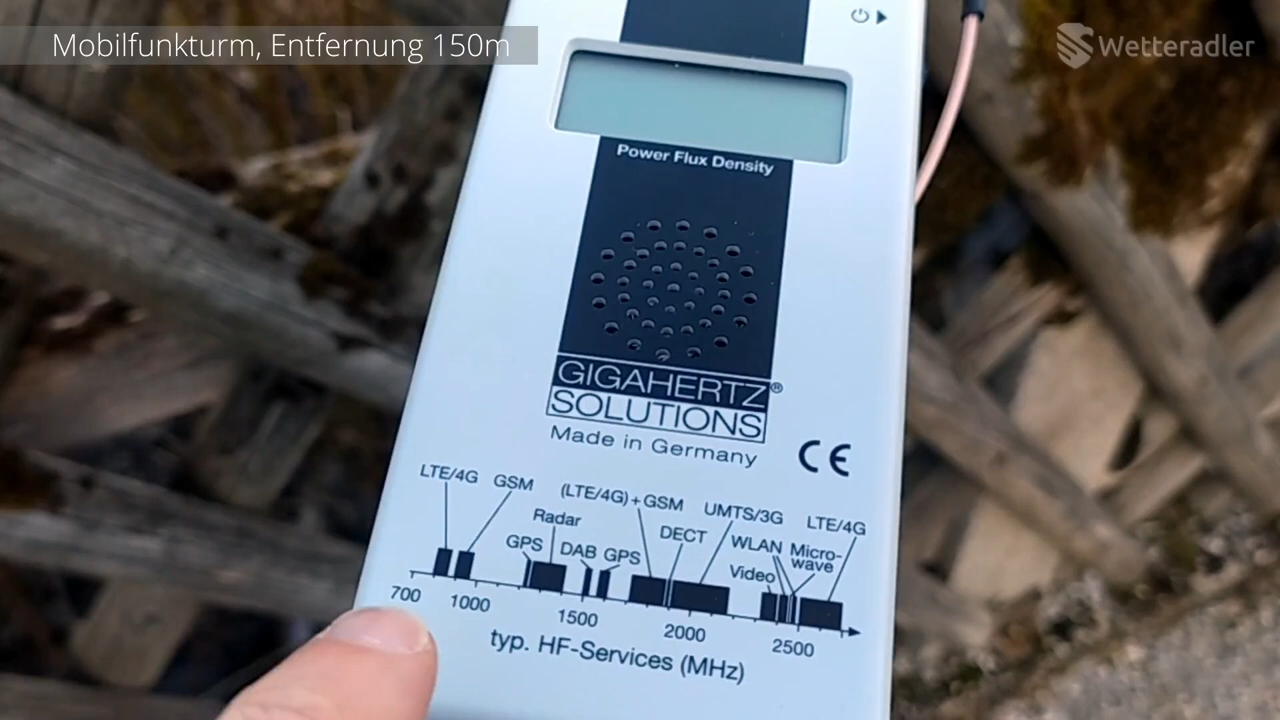 Mobilfunkturm, Entfernung 150m
Wetteradler
Power Flux Density
GIGAHERTZ®
SOLUTIONS
Made in Germany
CE
LTE/4G GSM (LTE/4G)+GSM UMTS/3G LTE/4G
Radar DECT
GPS DAB GPS WLAN Micro-
wave
Video
700 1000 1500 2000 2500
typ. HF-Services (MHz)